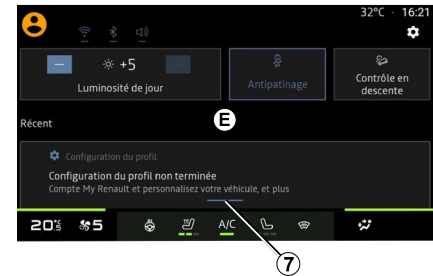 32°C · 16:21
+5
Luminosité de jour
Antipatinage
Contrôle en
descente
E
Récent
Configuration du profil
Configuration du profil non terminée
Compte My Renault et personnalisez votre véhicule, et plus
20°C 5
A/C
7